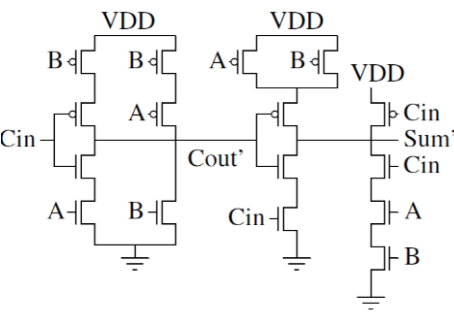 VDD VDD
B B A B VDD
A Cin
Cin Sum'
Cout' Cin
A B Cin A
B